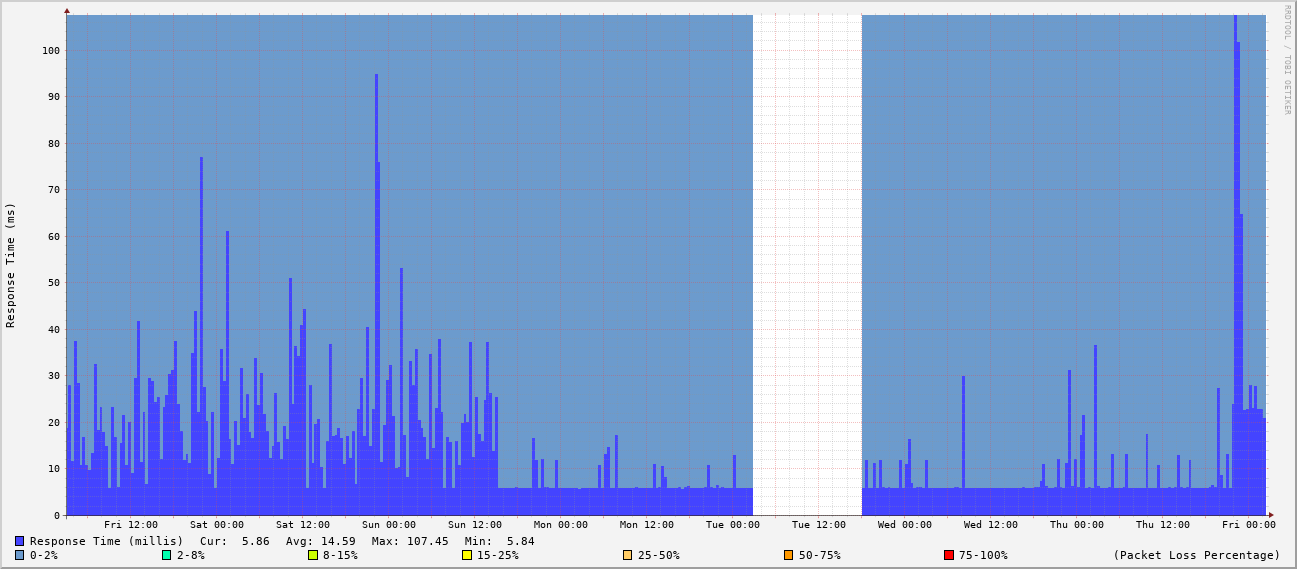 RRDTOOL / TOBI OETIKER
Response Time (ms)
100
90
80
70
60
50
40
30
20
10
0
Fri 12:00 Sat 00:00 Sat 12:00 Sun 00:00 Sun 12:00 Mon 00:00 Mon 12:00 Tue 00:00 Tue 12:00 Wed 00:00 Wed 12:00 Thu 00:00 Thu 12:00 Fri 00:00
Response Time (millis) Cur: 5.86 Avg: 14.59 Max: 107.45 Min: 5.84
0-2% 2-8% 8-15% 15-25% 25-50% 50-75% 75-100% (Packet Loss Percentage)